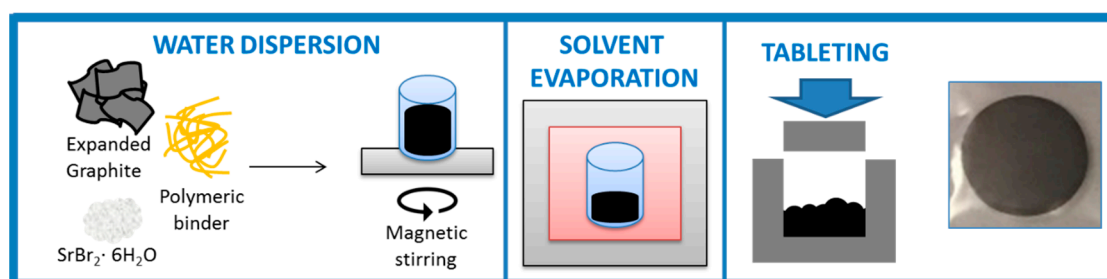 WATER DISPERSION
Expanded
Graphite
Polymeric
binder
SrBr₂· 6H₂O
Magnetic
stirring
SOLVENT
EVAPORATION
TABLETING